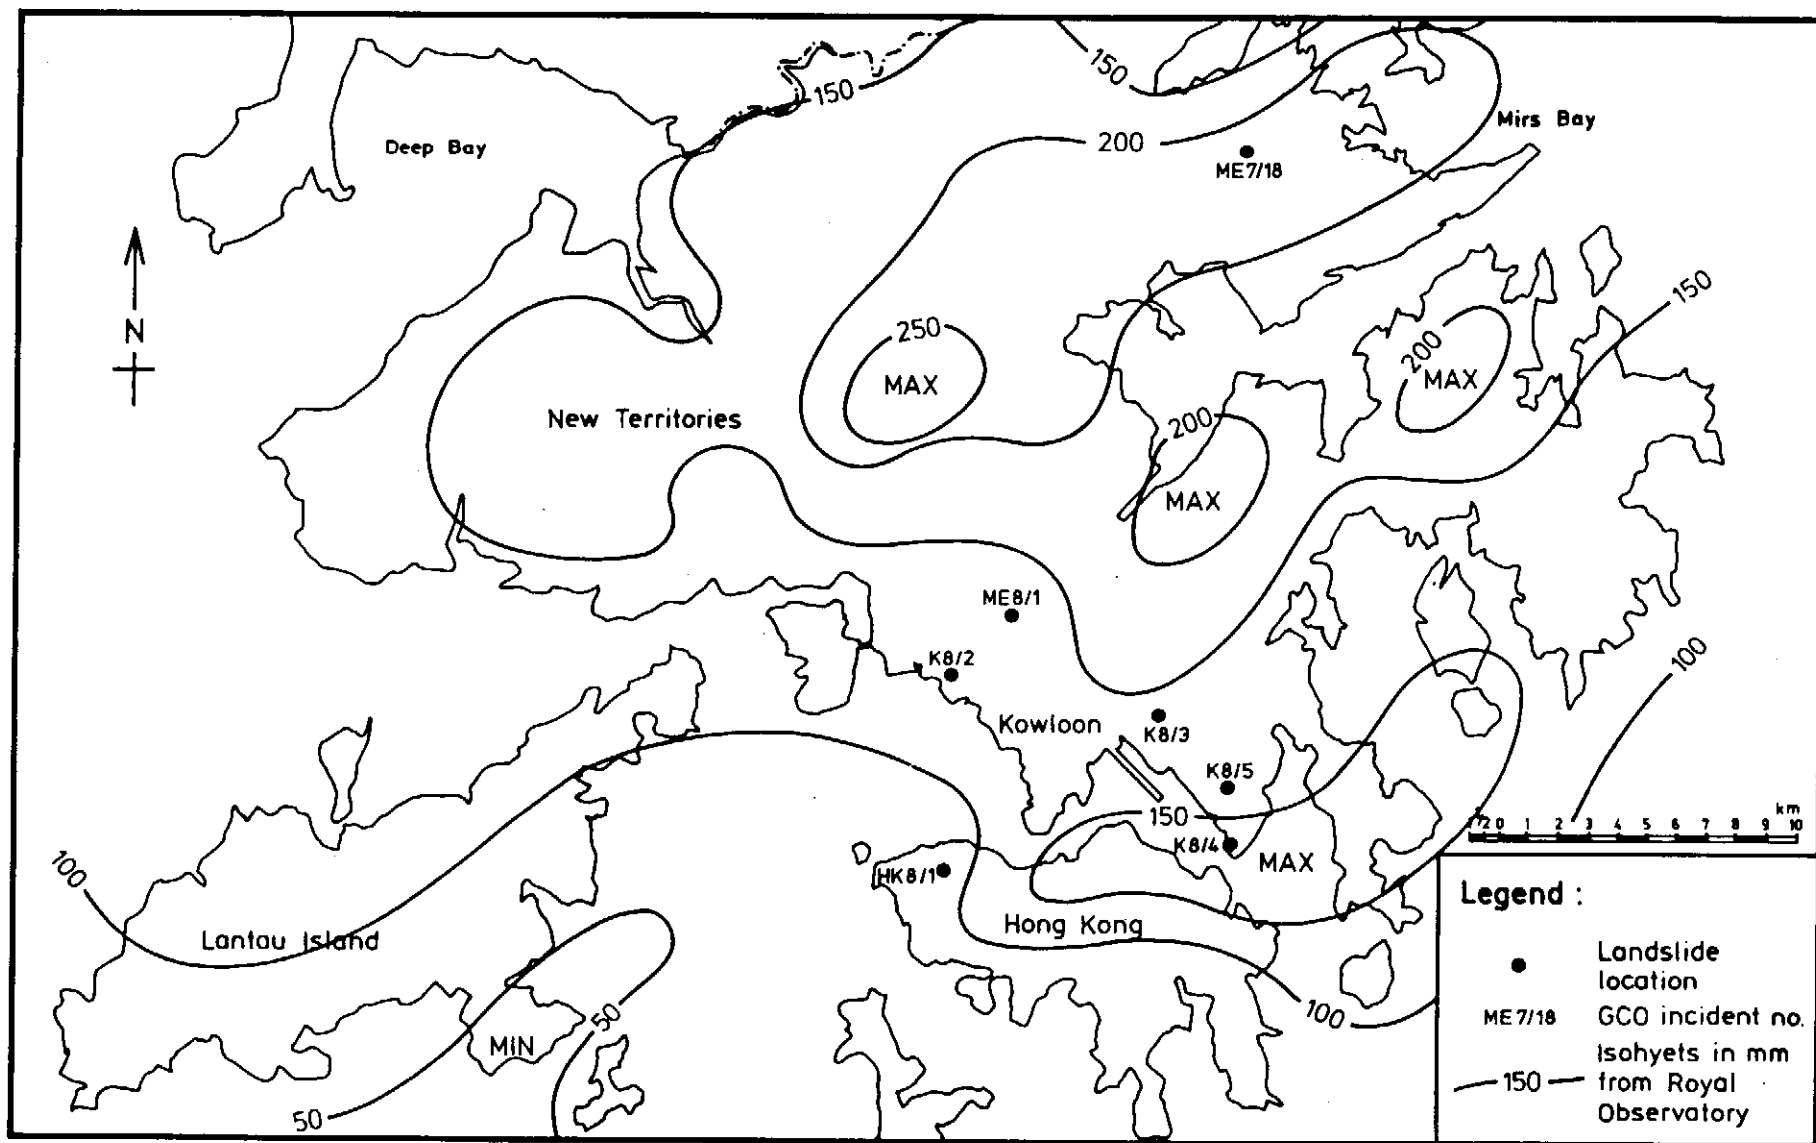 150
150
Deep Bay
200
Mirs Bay
ME7/18
N
250
MAX
150
200
MAX
New Territories
200
MAX
ME8/1
K8/2
100
Kowloon
K8/3
K8/5
150
K8/4
MAX
HK8/1
100
Lantau Island
Hong Kong
50
MIN
100
50
km
1/2 0 1 2 3 4 5 6 7 8 9 10
Legend :
Landslide
location
ME7/18 GCO incident no.
Isohyets in mm
150 from Royal
Observatory